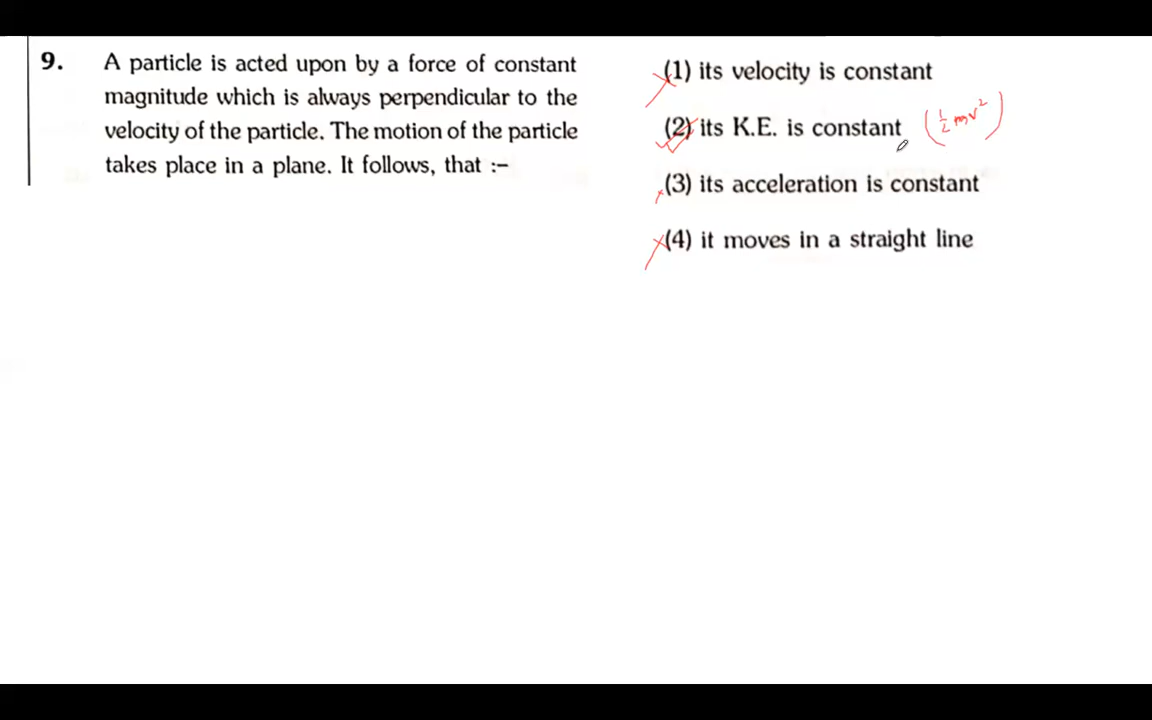 9. A particle is acted upon by a force of constant
magnitude which is always perpendicular to the
velocity of the particle. The motion of the particle
takes place in a plane. It follows, that :–
(1) its velocity is constant
(2) its K.E. is constant (½mv²)
(3) its acceleration is constant
(4) it moves in a straight line